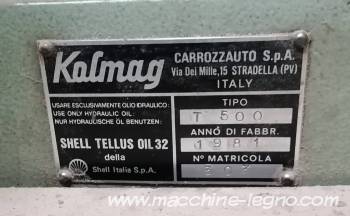 Kalmag
CARROZZAUTO S.p.A.
Via Dei Mille, 15 STRADELLA (PV)
ITALY
USARE ESCLUSIVAMENTE OLIO IDRAULICO:
USE ONLY HYDRAULIC OIL:
NUR HYDRAULISCHE ÖL BENUTZEN:
SHELL TELLUS OIL 32
della
Shell Italia S.p.A.
TIPO
T 500
ANNO DI FABBR.
1981
N° MATRICOLA
www.macchine-legno.com